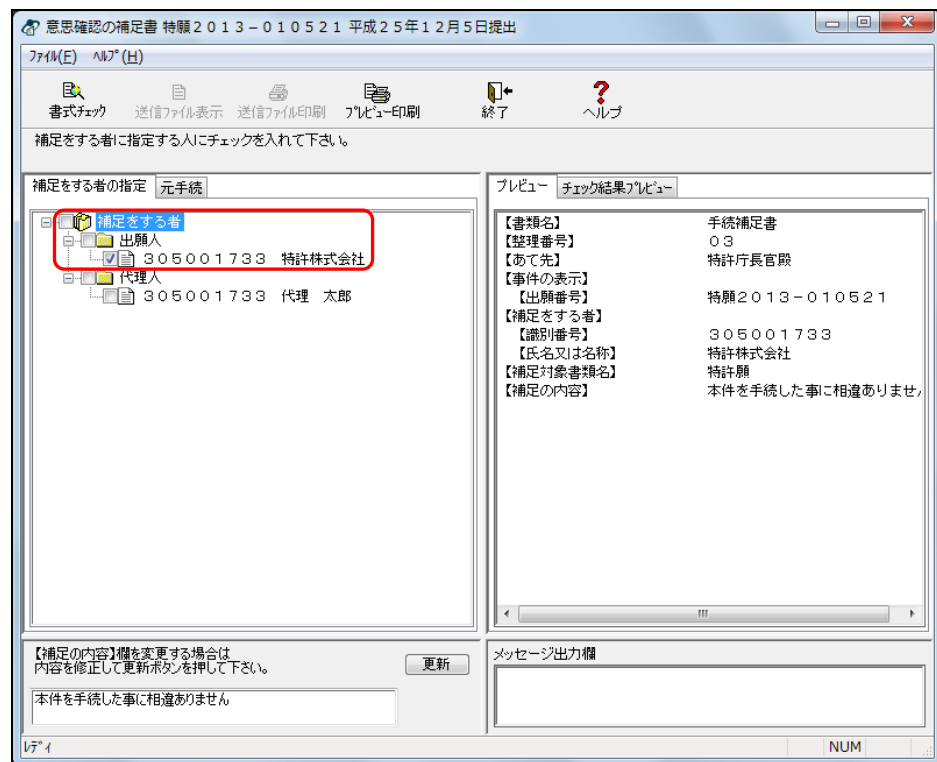 意思確認の補足書 特願２０１３－０１０５２１ 平成２５年１２月５日提出
ﾌｧｲﾙ(F) ﾍﾙﾌﾟ(H)
書式ﾁｪｯｸ 送信ﾌｧｲﾙ表示 送信ﾌｧｲﾙ印刷 ﾌﾟﾚﾋﾞｭｰ印刷 終了 ヘルプ
補足をする者に指定する人にチェックを入れて下さい。
補足をする者の指定 元手続
補足をする者
出願人
３０５００１７３３ 特許株式会社
代理人
３０５００１７３３ 代理 太郎
プレビュー ﾁｪｯｸ結果ﾌﾟﾚﾋﾞｭｰ
【書類名】 手続補足書
【整理番号】 ０３
【あて先】 特許庁長官殿
【事件の表示】
【出願番号】 特願２０１３－０１０５２１
【補足をする者】
【識別番号】 ３０５００１７３３
【氏名又は名称】 特許株式会社
【補足対象書類名】 特許願
【補足の内容】 本件を手続した事に相違ありませ
【補足の内容】欄を変更する場合は
内容を修正して更新ボタンを押して下さい。
更新
本件を手続した事に相違ありません
メッセージ出力欄
ﾚﾃﾞｨ NUM